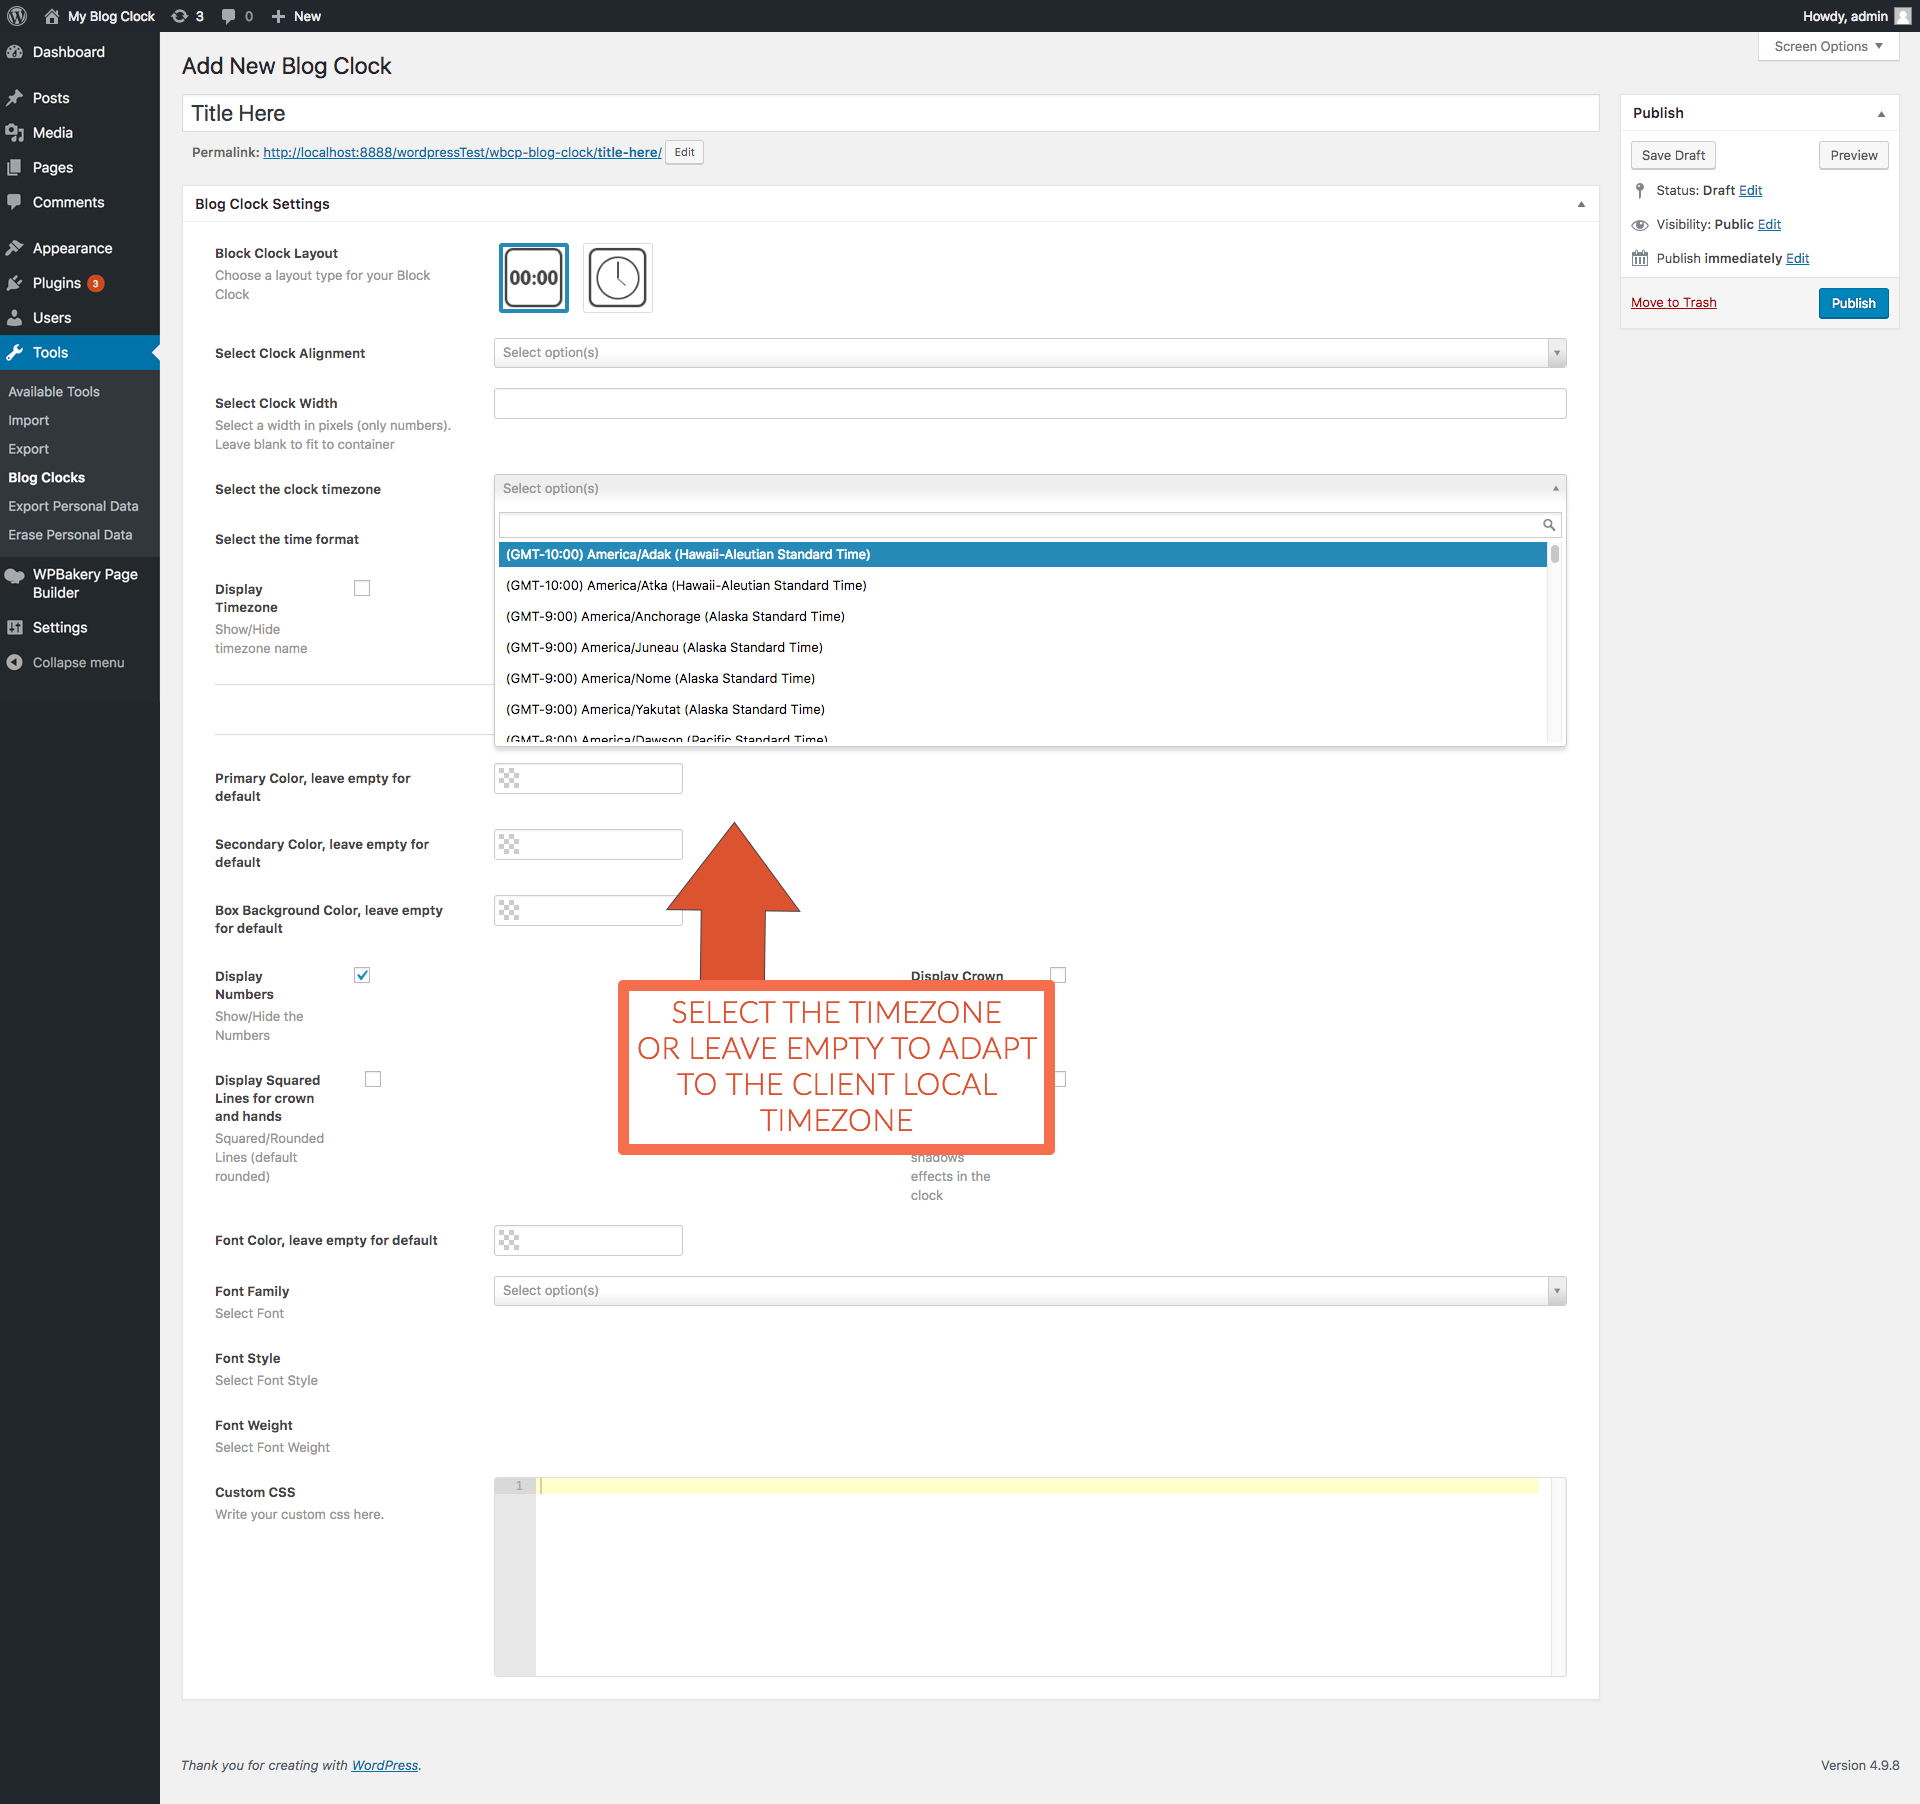 My Blog Clock
3
0
New
Howdy, admin
Dashboard
Posts
Media
Pages
Comments
Appearance
Plugins 3
Users
Tools
Available Tools
Import
Export
Blog Clocks
Export Personal Data
Erase Personal Data
WPBakery Page
Builder
Settings
Collapse menu
Screen Options
Add New Blog Clock
Title Here
Permalink: http://localhost:8888/wordpressTest/wbcp-blog-clock/title-here/ Edit
Blog Clock Settings
Block Clock Layout
Choose a layout type for your Block
Clock
00:00
Select Clock Alignment
Select option(s)
Select Clock Width
Select a width in pixels (only numbers).
Leave blank to fit to container
Select the clock timezone
Select option(s)
(GMT-10:00) America/Adak (Hawaii-Aleutian Standard Time)
(GMT-10:00) America/Atka (Hawaii-Aleutian Standard Time)
(GMT-9:00) America/Anchorage (Alaska Standard Time)
(GMT-9:00) America/Juneau (Alaska Standard Time)
(GMT-9:00) America/Nome (Alaska Standard Time)
(GMT-9:00) America/Yakutat (Alaska Standard Time)
(GMT-8:00) America/Dawson (Pacific Standard Time)
Select the time format
Display
Timezone
Show/Hide
timezone name
Primary Color, leave empty for
default
Secondary Color, leave empty for
default
Box Background Color, leave empty
for default
Display
Numbers
Show/Hide the
Numbers
Display Crown
SELECT THE TIMEZONE
OR LEAVE EMPTY TO ADAPT
TO THE CLIENT LOCAL
TIMEZONE
Display Squared
Lines for crown
and hands
Squared/Rounded
Lines (default
rounded)
shadows
effects in the
clock
Font Color, leave empty for default
Font Family
Select Font
Select option(s)
Font Style
Select Font Style
Font Weight
Select Font Weight
Custom CSS
Write your custom css here.
1
Publish
Save Draft
Preview
Status: Draft Edit
Visibility: Public Edit
Publish immediately Edit
Move to Trash
Publish
Thank you for creating with WordPress.
Version 4.9.8